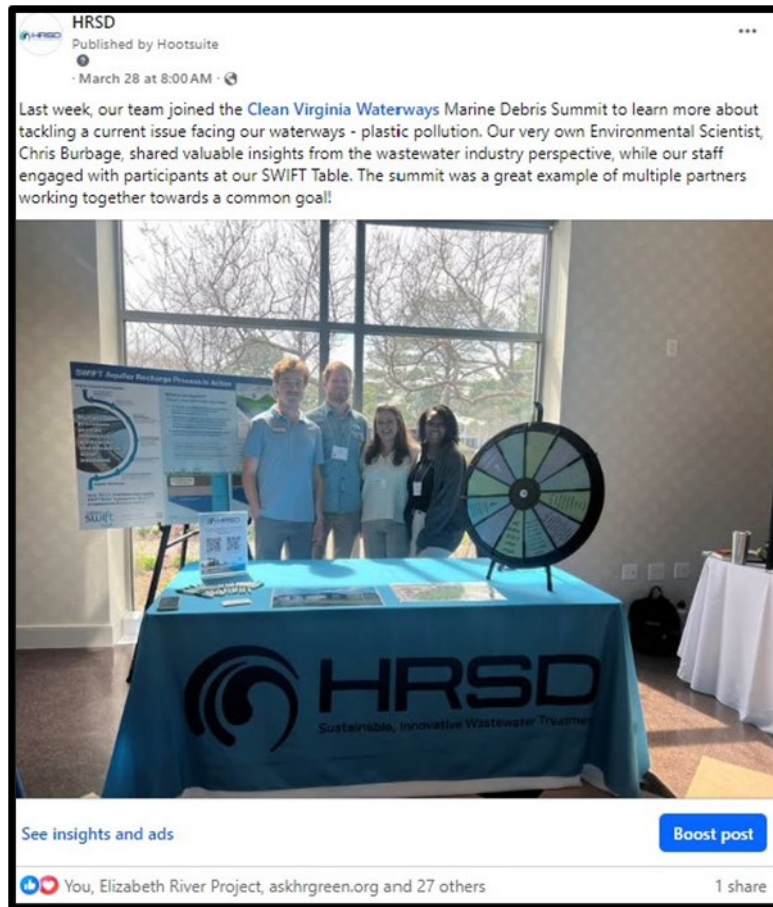 HRSD
Published by Hootsuite
· March 28 at 8:00 AM ·
Last week, our team joined the Clean Virginia Waterways Marine Debris Summit to learn more about
tackling a current issue facing our waterways - plastic pollution. Our very own Environmental Scientist,
Chris Burbage, shared valuable insights from the wastewater industry perspective, while our staff
engaged with participants at our SWIFT Table. The summit was a great example of multiple partners
working together towards a common goal!
SWIFT Aquifer Recharge Process in Action
SWIFT
HRSD
HRSD
Sustainable, Innovative Wastewater Treatmen
See insights and ads
Boost post
You, Elizabeth River Project, askhrgreen.org and 27 others
1 share